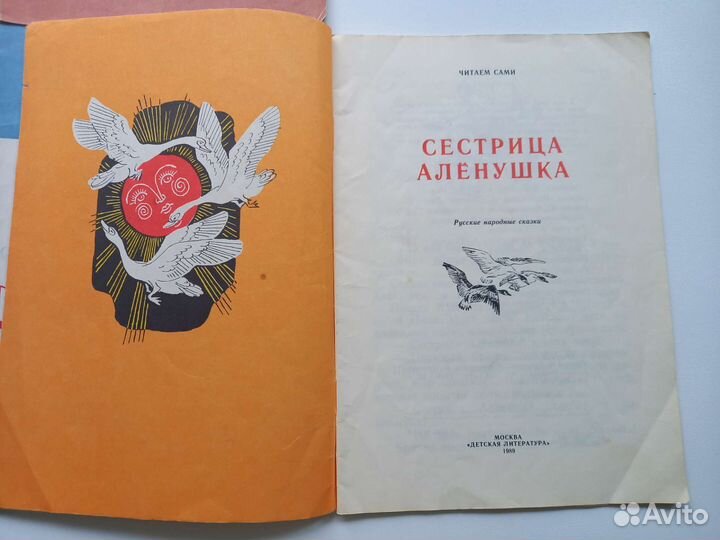 ЧИТАЕМ САМИ
СЕСТРИЦА
АЛЁНУШКА
Русские народные сказки
МОСКВА
«ДЕТСКАЯ ЛИТЕРАТУРА»
1989
Avito